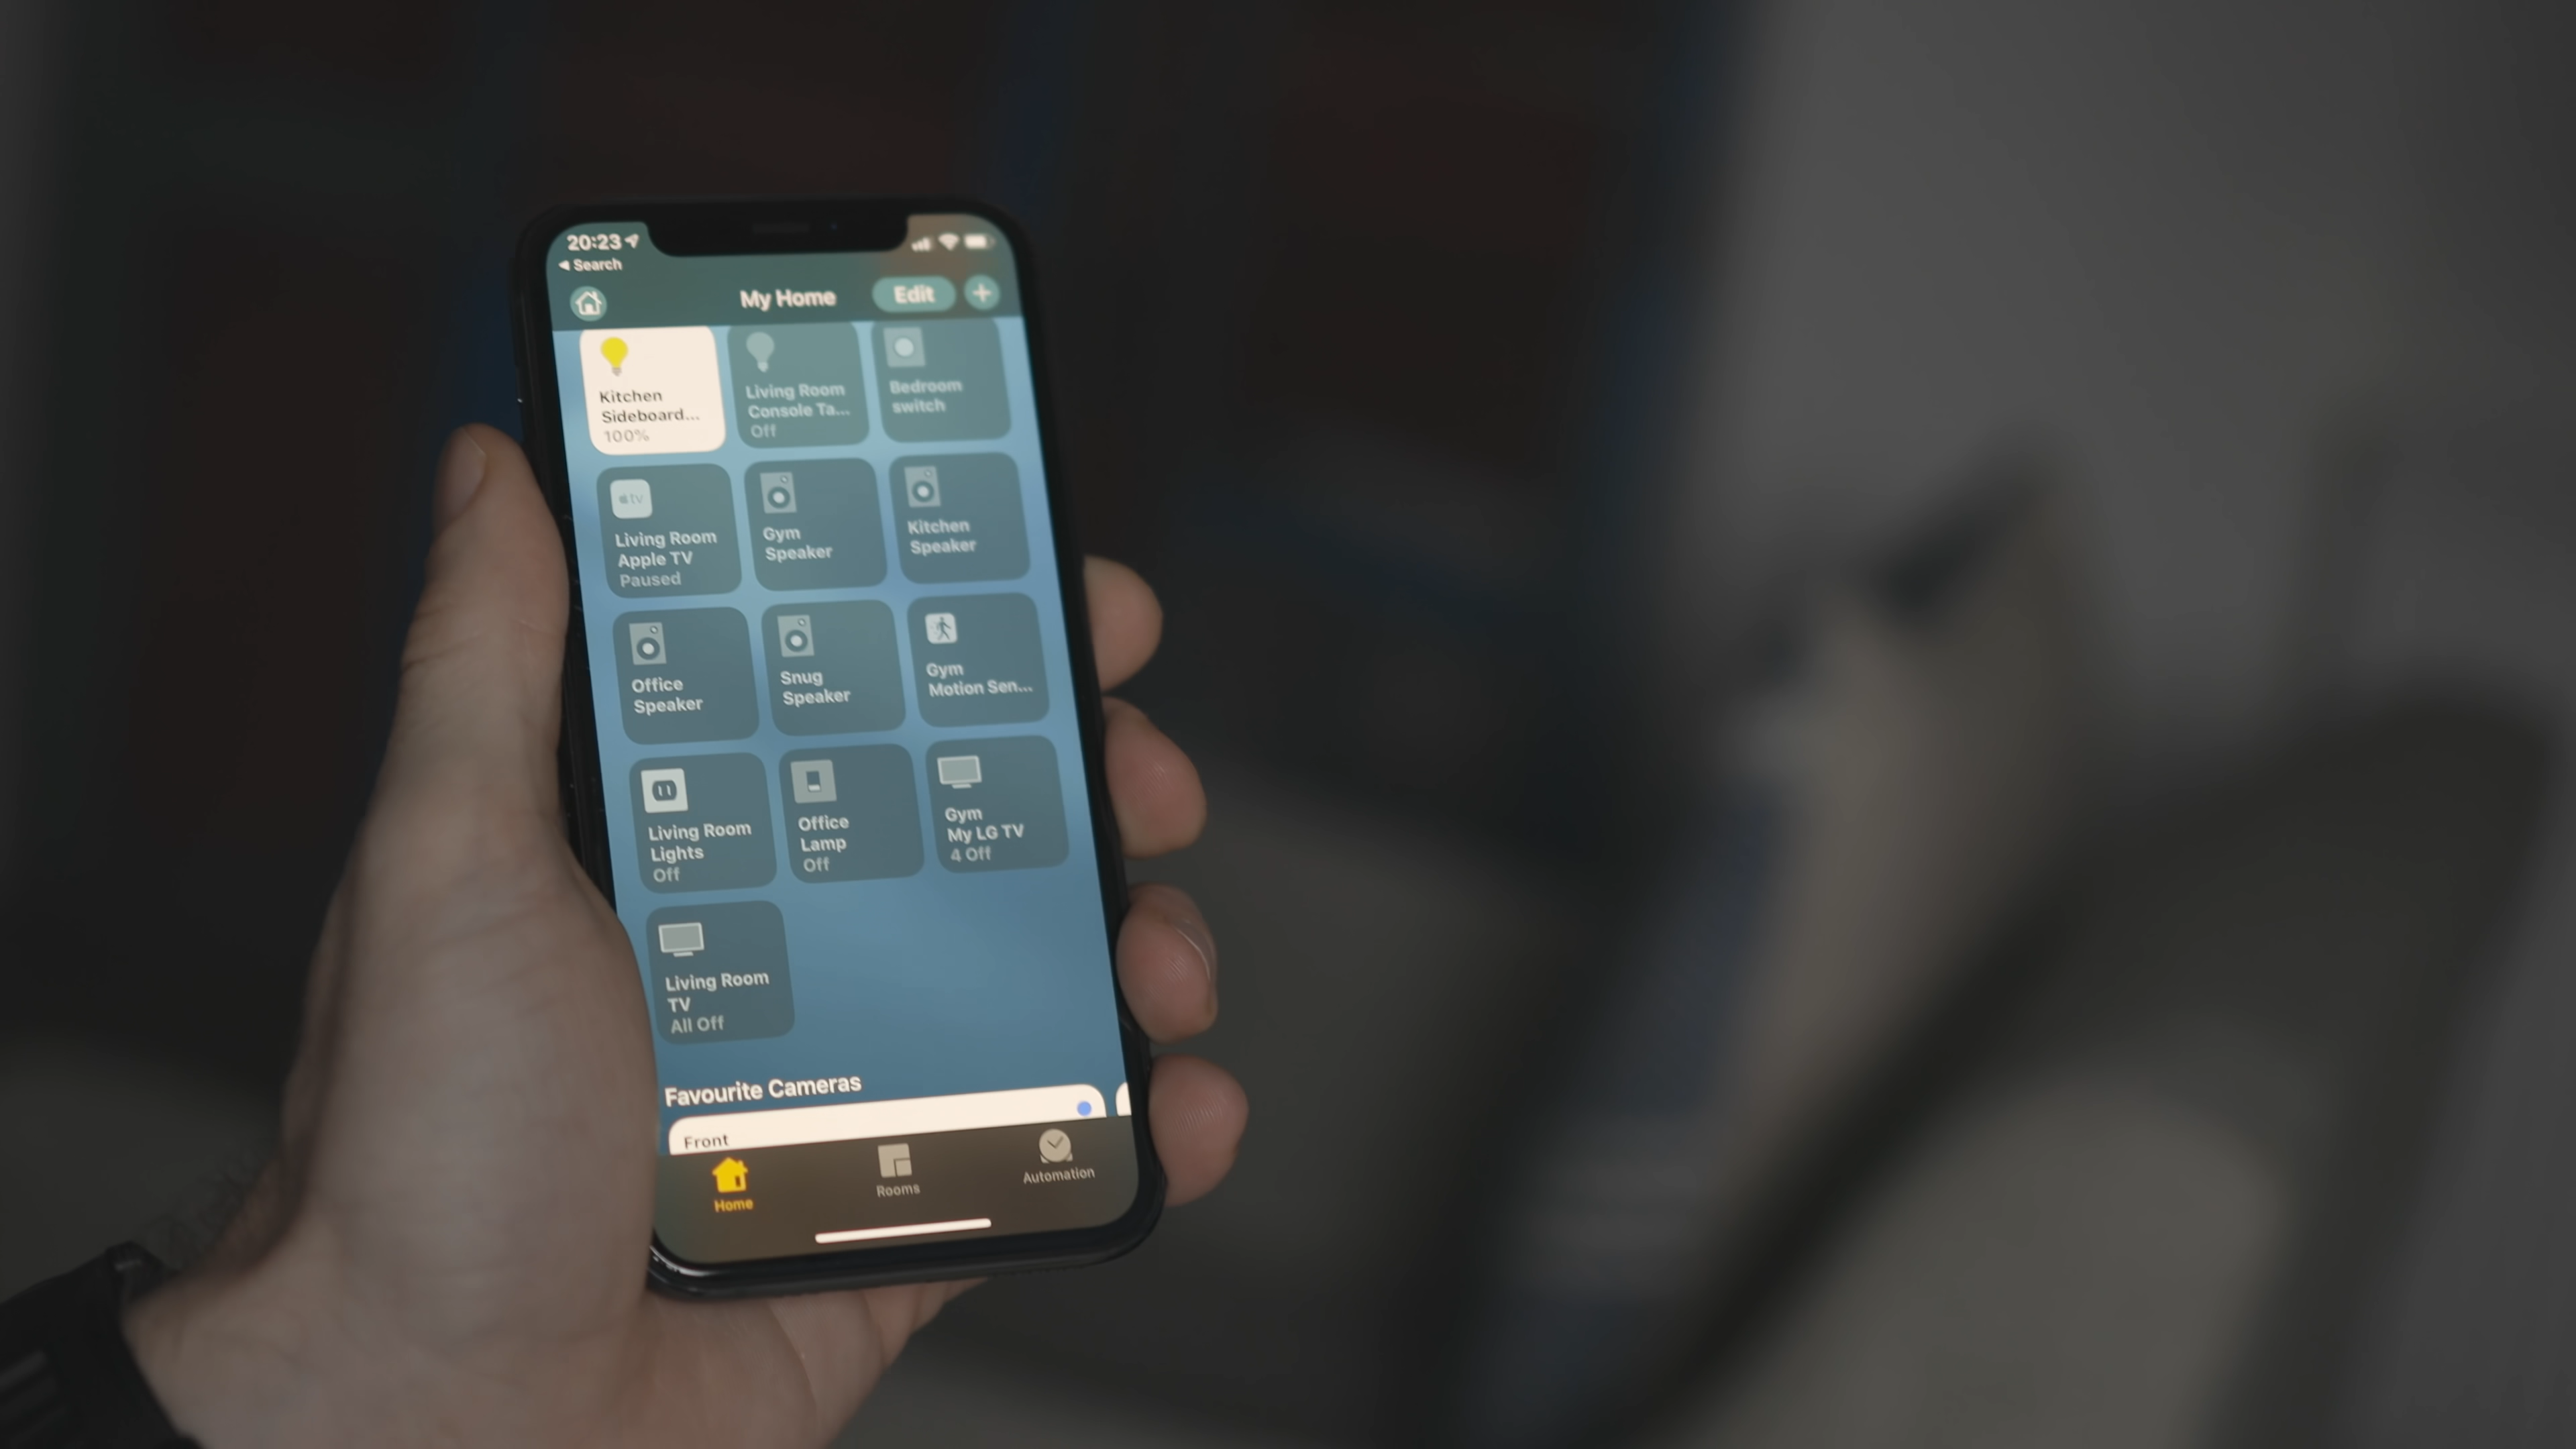 20:23
Search
My Home
Edit
Kitchen
Sideboard...
100%
Living Room
Console Ta...
Off
Bedroom
switch
tv
Living Room
Apple TV
Paused
Gym
Speaker
Kitchen
Speaker
Office
Speaker
Snug
Speaker
Gym
Motion Sen...
Living Room
Lights
Off
Office
Lamp
Off
Gym
My LG TV
4 Off
Living Room
TV
All Off
Favourite Cameras
Front
Home
Rooms
Automation